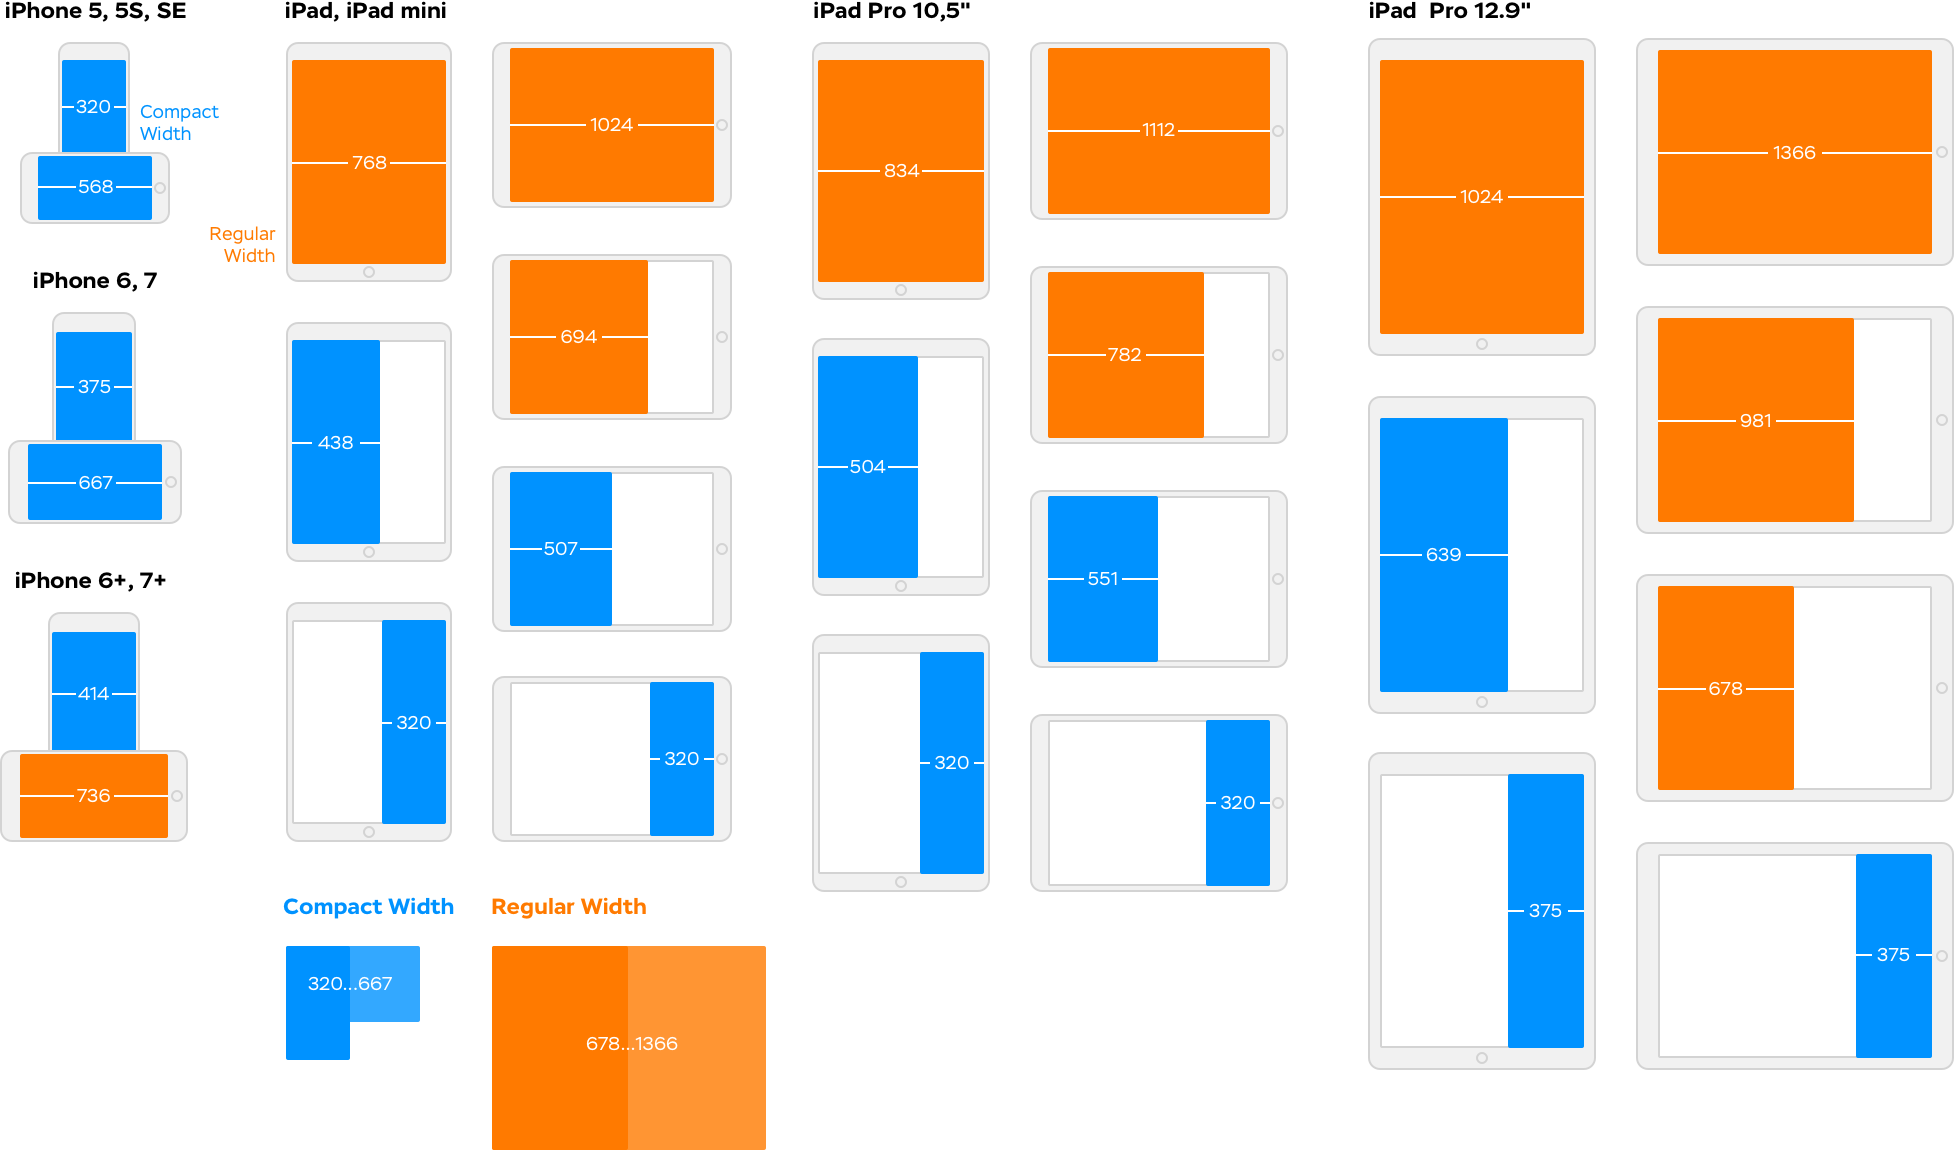 iPhone 5, 5S, SE
320
Compact
Width
568
iPhone 6, 7
375
667
iPhone 6+, 7+
414
736
iPad, iPad mini
Regular
Width
768
438
320
1024
694
507
320
iPad Pro 10,5"
834
504
320
1112
782
551
320
iPad Pro 12.9"
1024
639
375
1366
981
678
375
Compact Width
320...667
Regular Width
678...1366